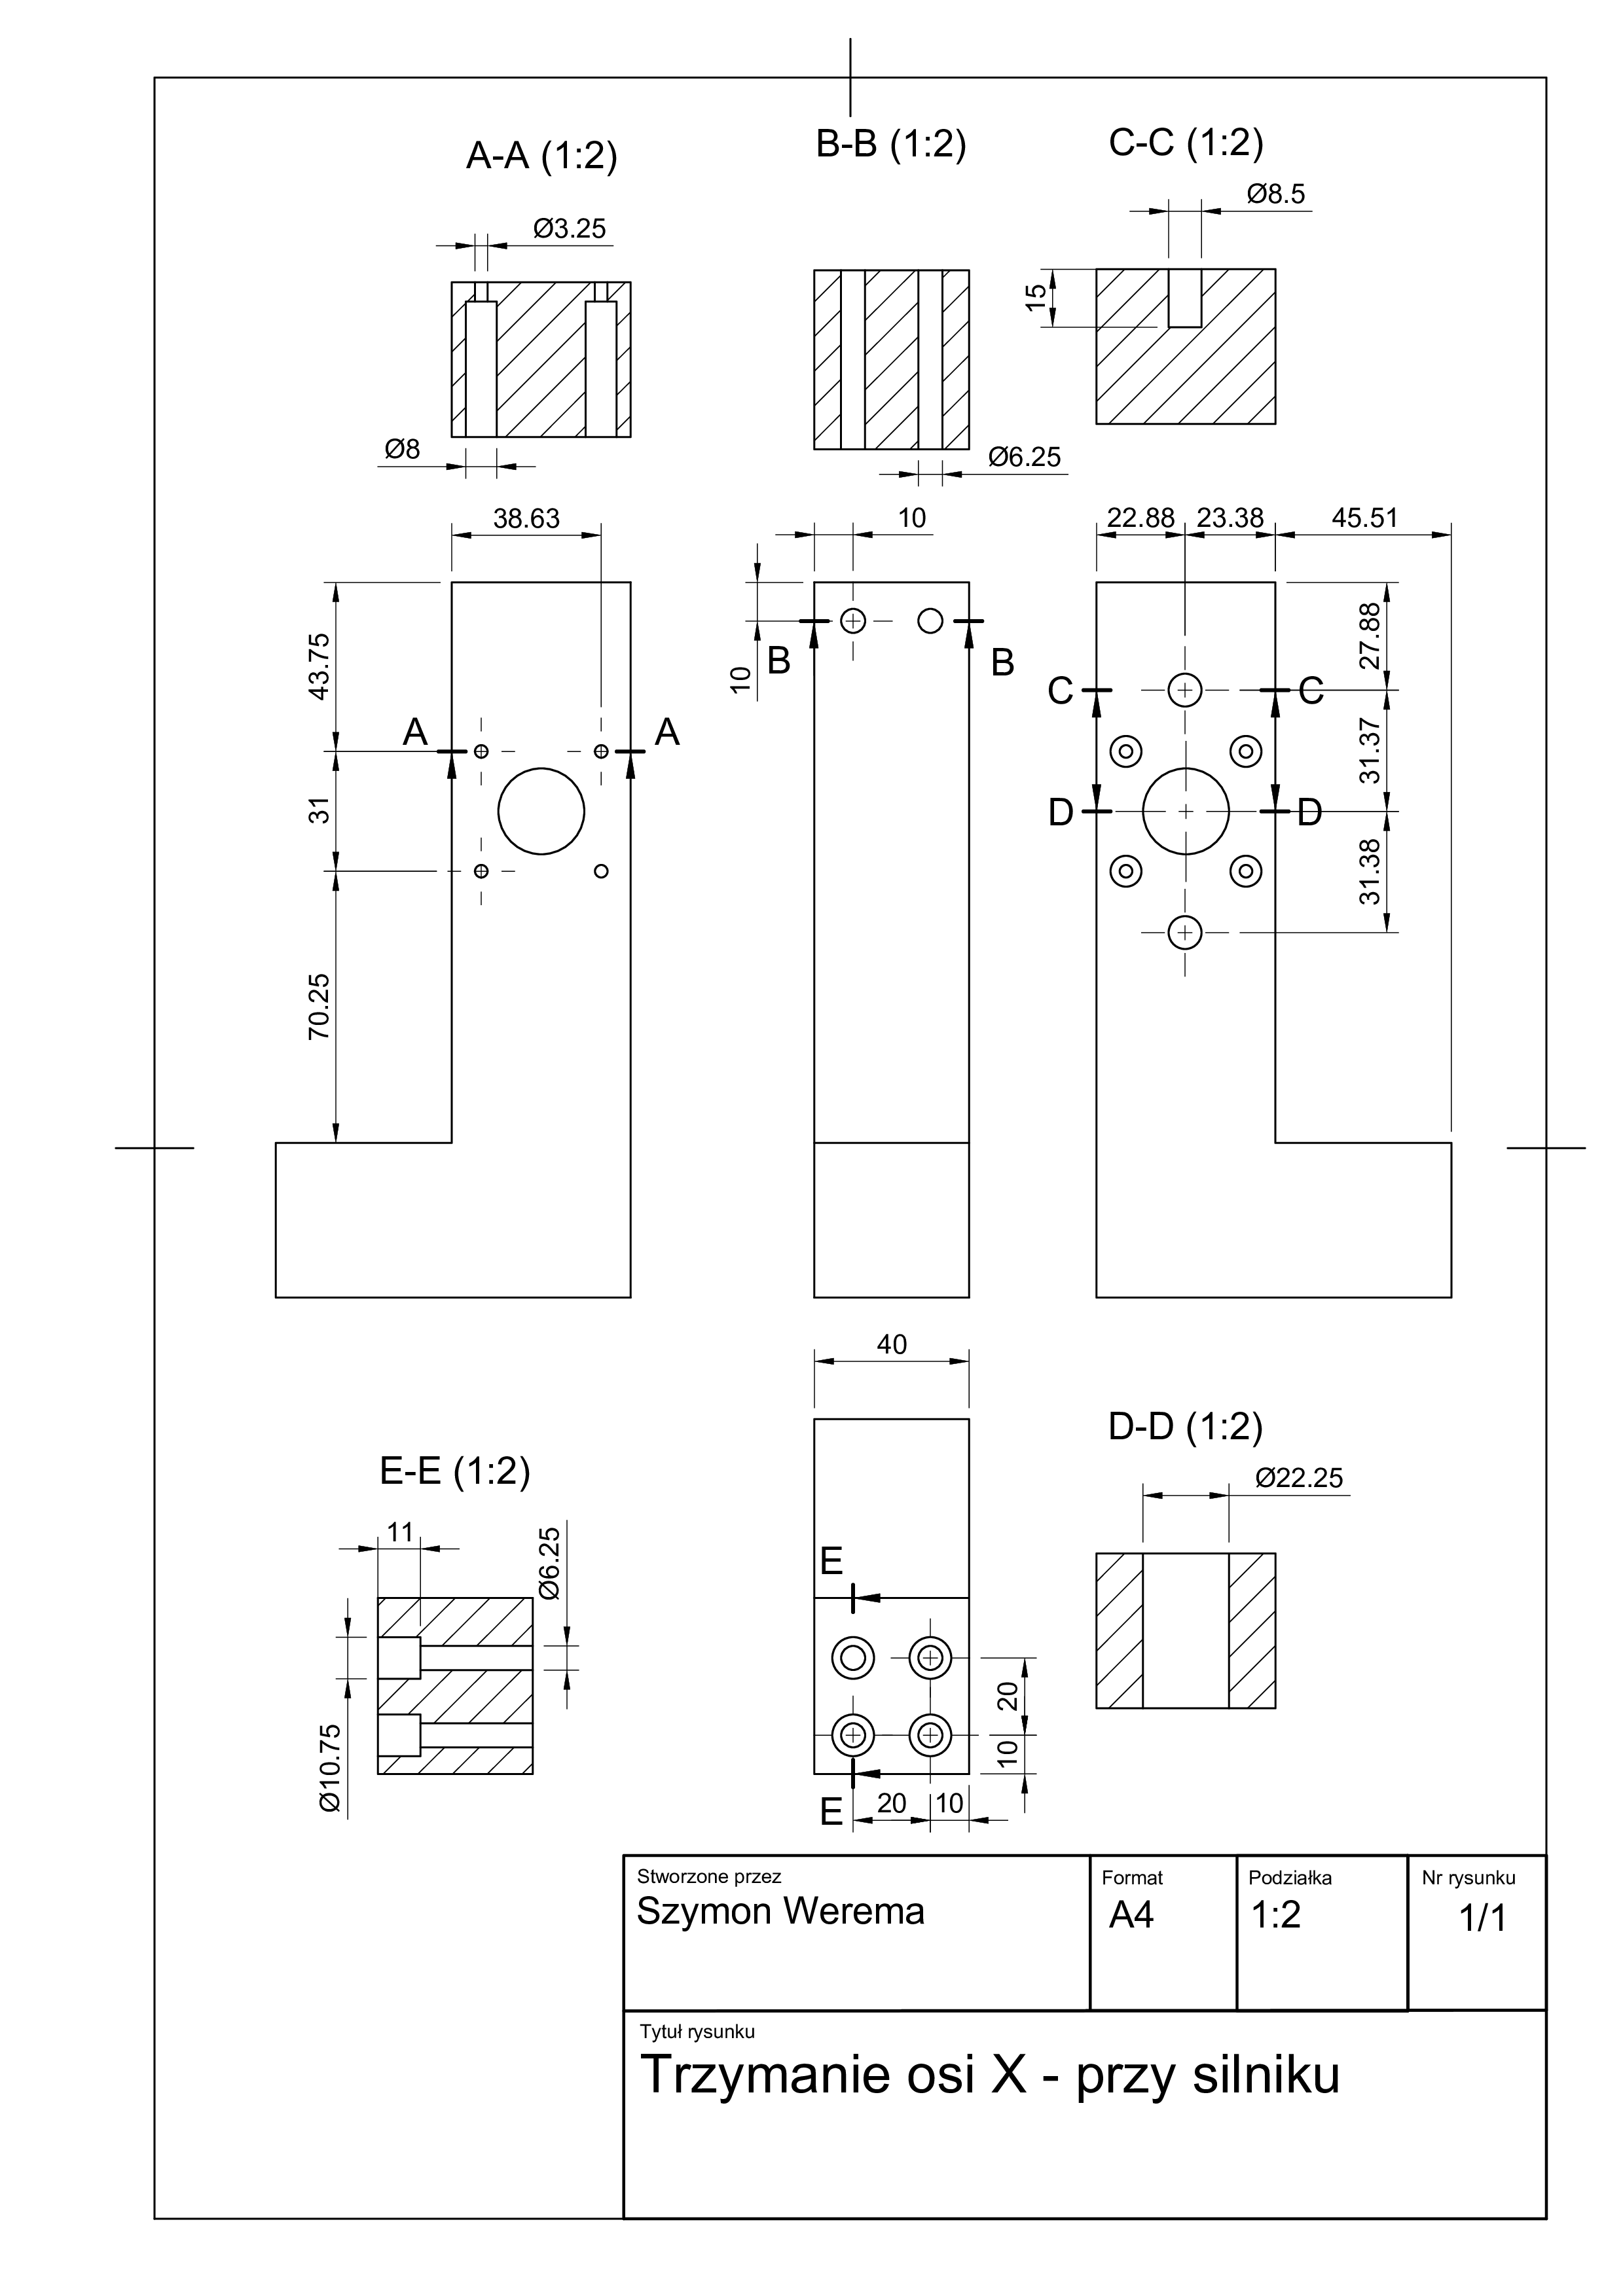 A-A (1:2)
B-B (1:2)
C-C (1:2)
Ø3.25
Ø8
Ø6.25
Ø8.5
15
38.63
43.75
31
70.25
A
A
10
10
B
B
22.88
23.38
45.51
27.88
31.37
31.38
C
C
D
D
40
E-E (1:2)
11
Ø6.25
Ø10.75
E
E
20
10
20
10
D-D (1:2)
Ø22.25
Stworzone przez
Szymon Werema
Format
A4
Podziałka
1:2
Nr rysunku
1/1
Tytuł rysunku
Trzymanie osi X - przy silniku